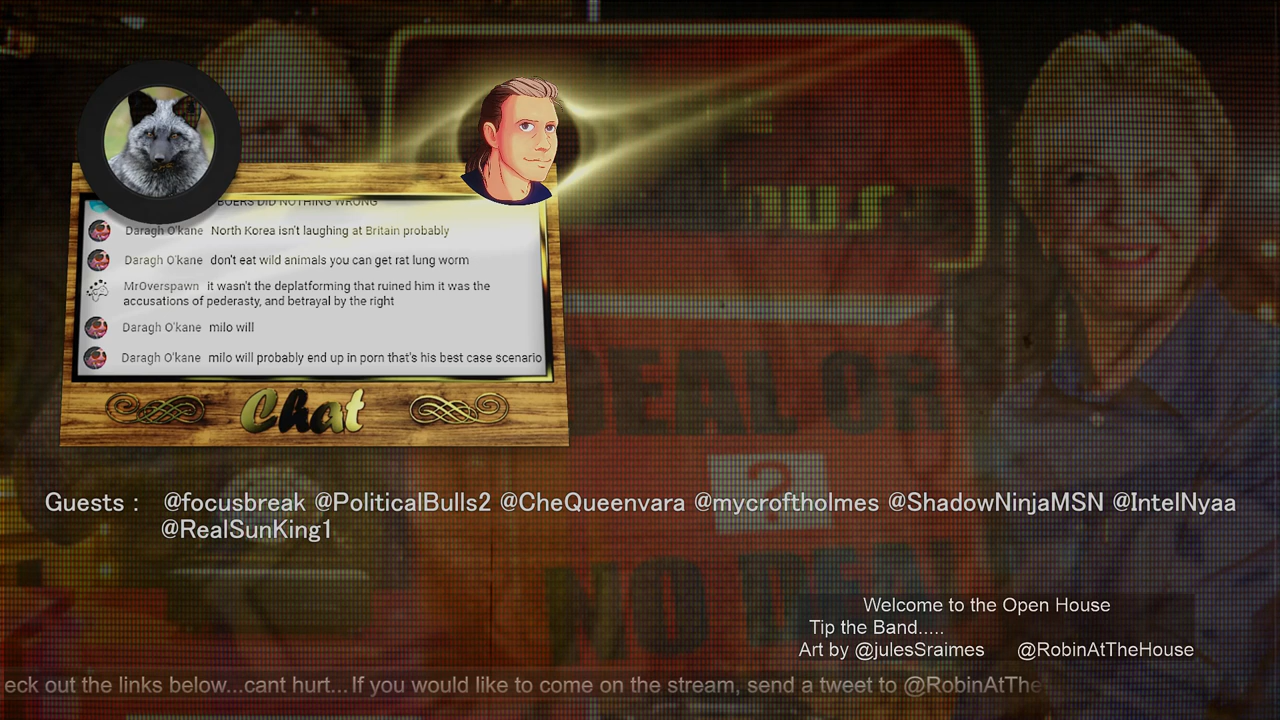 BOERS DID NOTHING WRONG
Daragh O'kane North Korea isn't laughing at Britain probably
Daragh O'kane don't eat wild animals you can get rat lung worm
MrOverspawn it wasn't the deplatforming that ruined him it was the
accusations of pederasty, and betrayal by the right
Daragh O'kane milo will
Daragh O'kane milo will probably end up in porn that's his best case scenario
Chat
DEAL OR
?
NO DEAL
Guests : @focusbreak @PoliticalBulls2 @CheQueenvara @mycroftholmes @ShadowNinjaMSN @IntelNyaa
@RealSunKing1
Welcome to the Open House
Tip the Band.....
Art by @julesSraimes @RobinAtTheHouse
eck out the links below...cant hurt... If you would like to come on the stream, send a tweet to @RobinAtThe